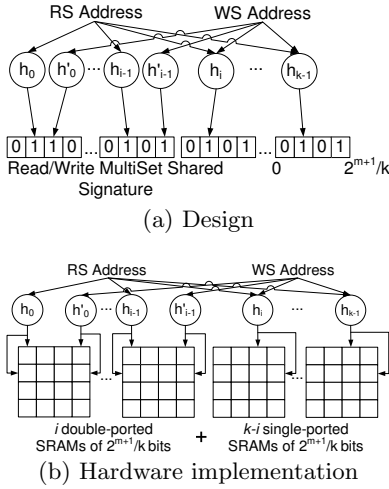 RS Address WS Address
h0 h'0 ... hi-1 h'i-1 hi ... hk-1
0 1 1 0 ... 0 1 0 1 0 1 0 1 ... 0 1 0 1
Read/Write MultiSet Shared 0 2^m+1/k
Signature
(a) Design
RS Address WS Address
h0 h'0 ... hi-1 h'i-1 hi ... hk-1
... ...
i double-ported + k-i single-ported
SRAMs of 2^m+1/k bits SRAMs of 2^m+1/k bits
(b) Hardware implementation